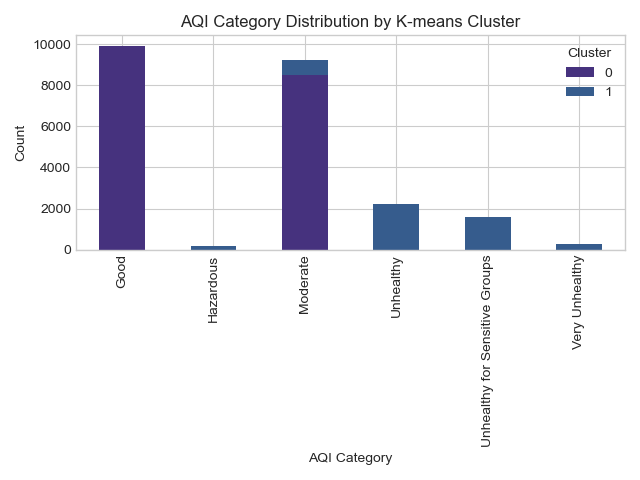 AQI Category Distribution by K-means Cluster
Cluster
0
1
10000
8000
6000
4000
2000
0
Count
Good
Hazardous
Moderate
Unhealthy
Unhealthy for Sensitive Groups
Very Unhealthy
AQI Category